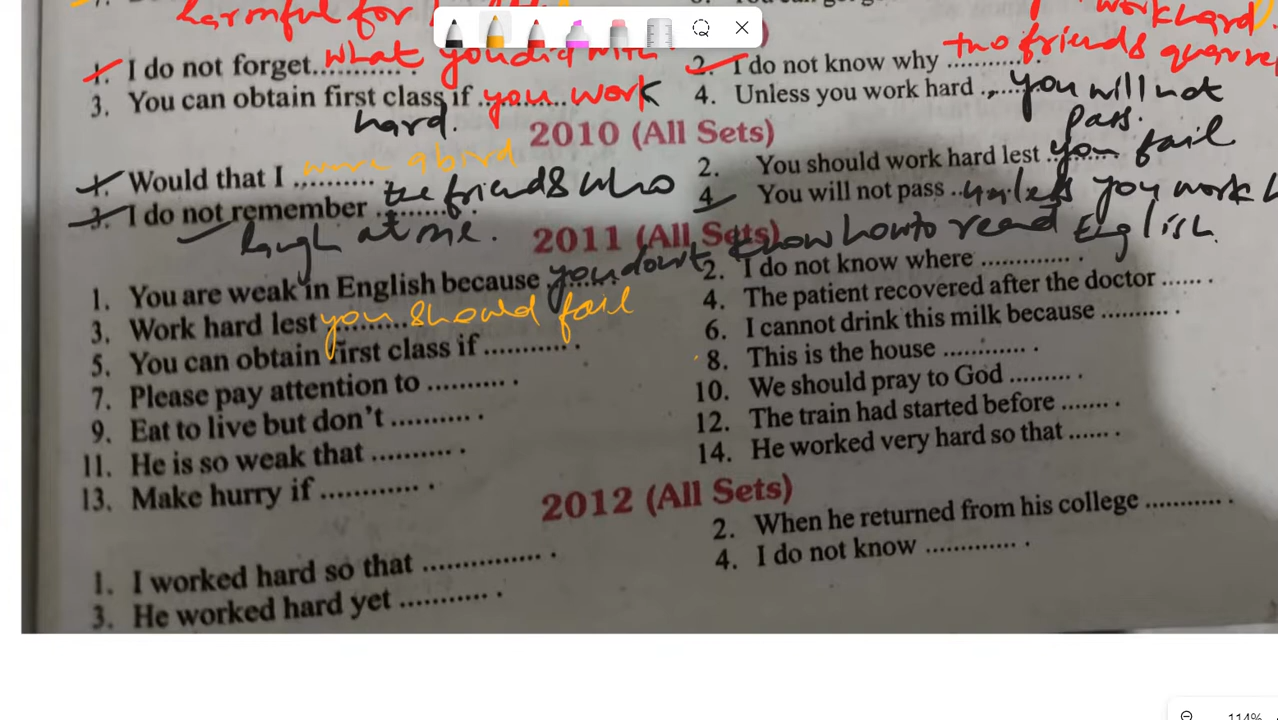 harmful for
work hard
1. I do not forget............ . what you did with
2. I do not know why ............ two friends
3. You can obtain first class if ............ you work
hard.
4. Unless you work hard ...... you will not
pass.
2010 (All Sets)
1. Would that I .......... were a bird
2. You should work hard lest .......... you fail
3. I do not remember .......... . the friends who
laugh at me.
4. You will not pass ... unless you work
2011 (All Sets)
1. You are weak in English because ........ you don't know how to read English.
2. I do not know where ............. .
3. Work hard lest .......... you should fail
4. The patient recovered after the doctor ...... .
5. You can obtain first class if ........... .
6. I cannot drink this milk because .......... .
7. Please pay attention to .......... .
8. This is the house ............ .
9. Eat to live but don't .......... .
10. We should pray to God ......... .
11. He is so weak that .......... .
12. The train had started before ....... .
13. Make hurry if ............ .
14. He worked very hard so that ...... .
2012 (All Sets)
1. I worked hard so that ............... .
2. When he returned from his college ........... .
3. He worked hard yet ........... .
4. I do not know ............. .
114%